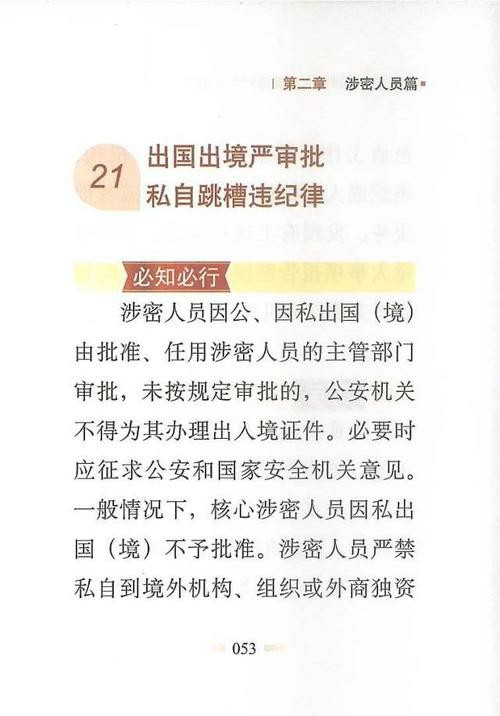 第二章 涉密人员篇
21
出国出境严审批
私自跳槽违纪律
必知必行
涉密人员因公、因私出国（境）
由批准、任用涉密人员的主管部门
审批，未按规定审批的，公安机关
不得为其办理出入境证件。必要时
应征求公安和国家安全机关意见。
一般情况下，核心涉密人员因私出
国（境）不予批准。涉密人员严禁
私自到境外机构、组织或外商独资
053